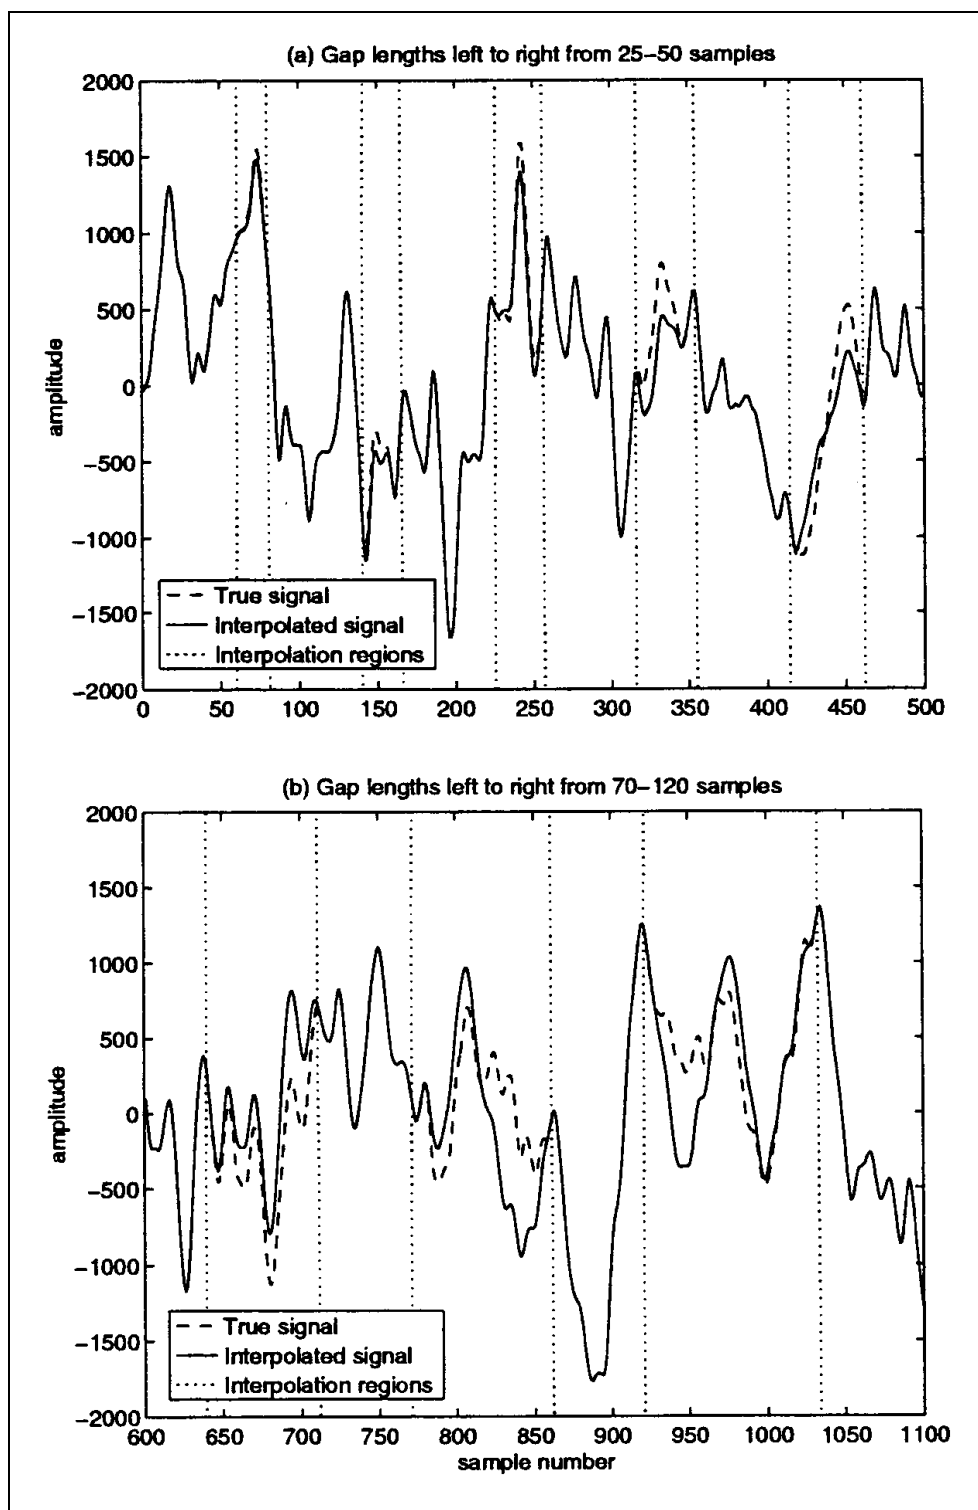 (a) Gap lengths left to right from 25–50 samples
2000
1500
1000
500
0
−500
−1000
−1500
−2000
amplitude
True signal
Interpolated signal
Interpolation regions
0 50 100 150 200 250 300 350 400 450 500
(b) Gap lengths left to right from 70–120 samples
2000
1500
1000
500
0
−500
−1000
−1500
−2000
amplitude
True signal
Interpolated signal
Interpolation regions
600 650 700 750 800 850 900 950 1000 1050 1100
sample number